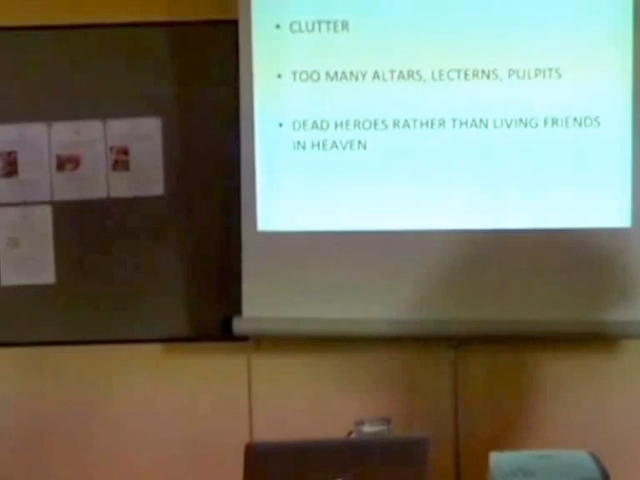 • CLUTTER
• TOO MANY ALTARS, LECTERNS, PULPITS
• DEAD HEROES RATHER THAN LIVING FRIENDS
IN HEAVEN